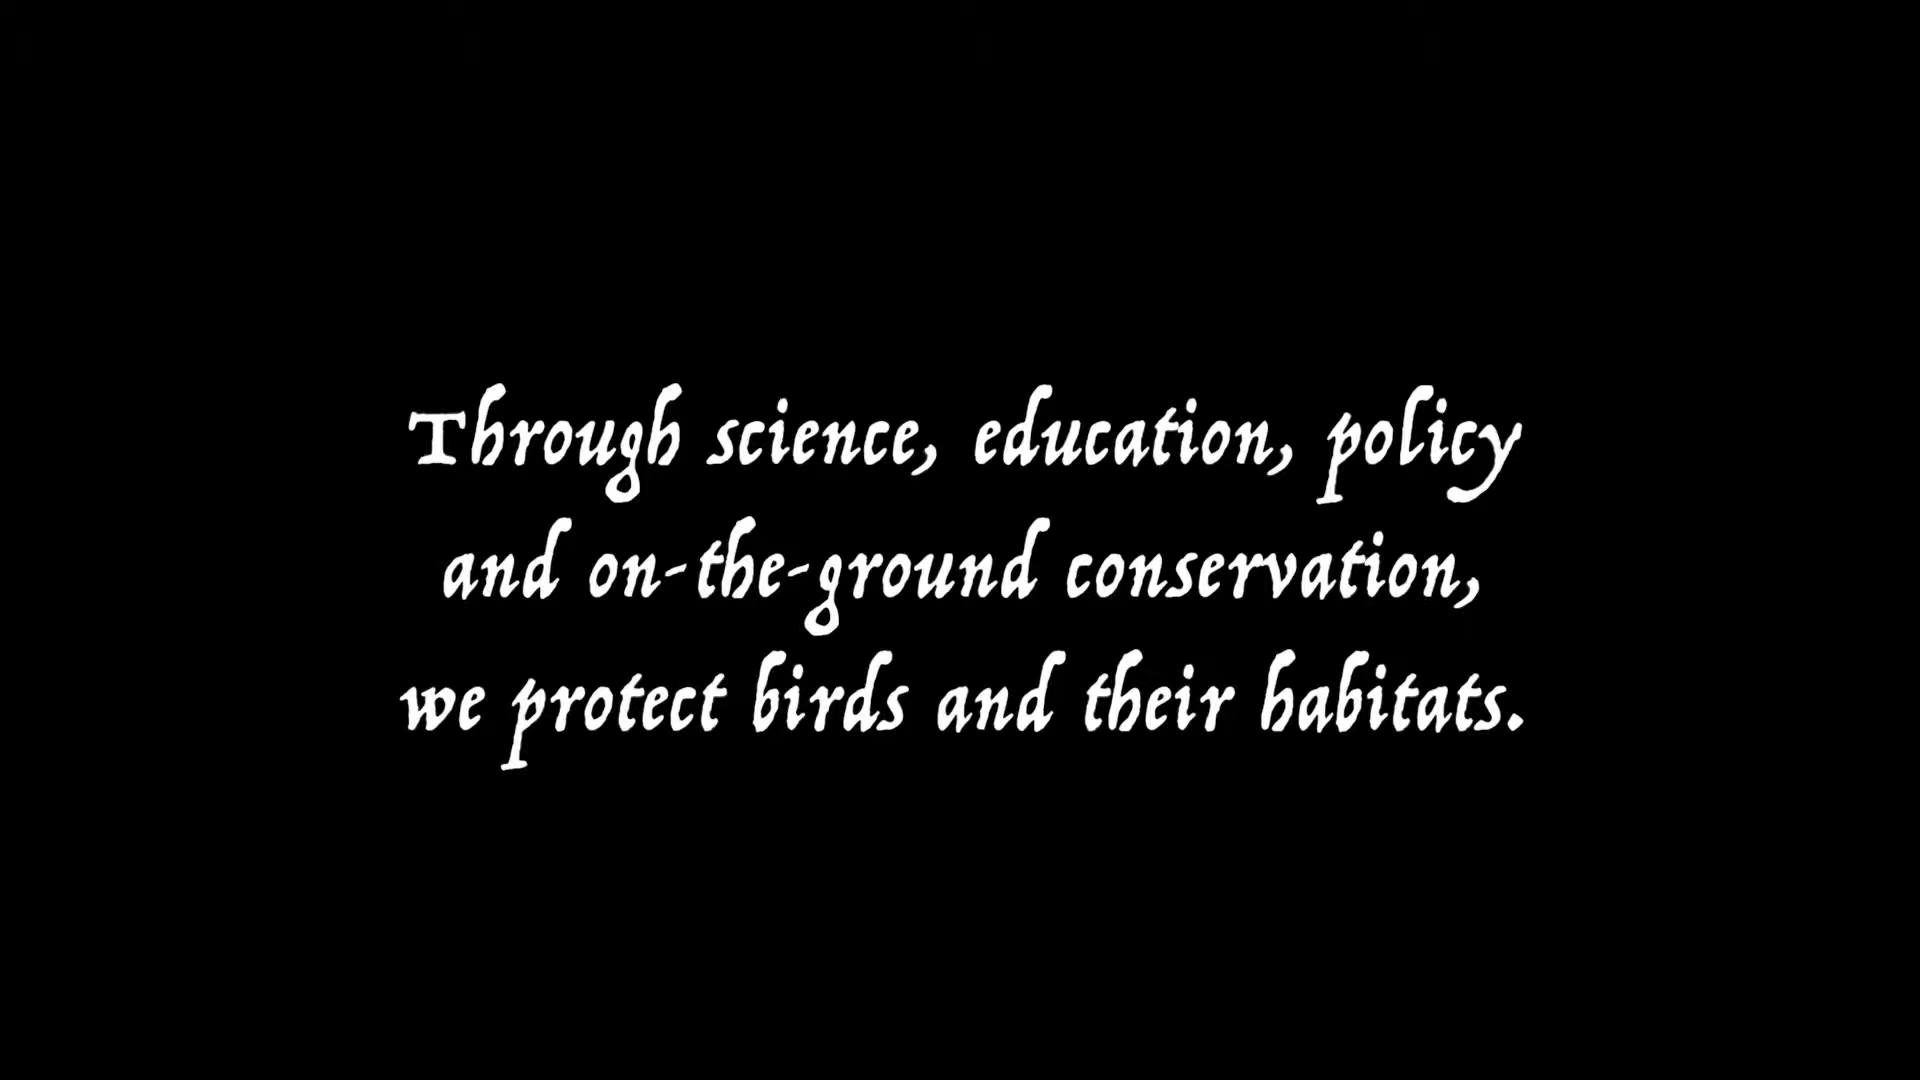 Through science, education, policy
and on-the-ground conservation,
we protect birds and their habitats.